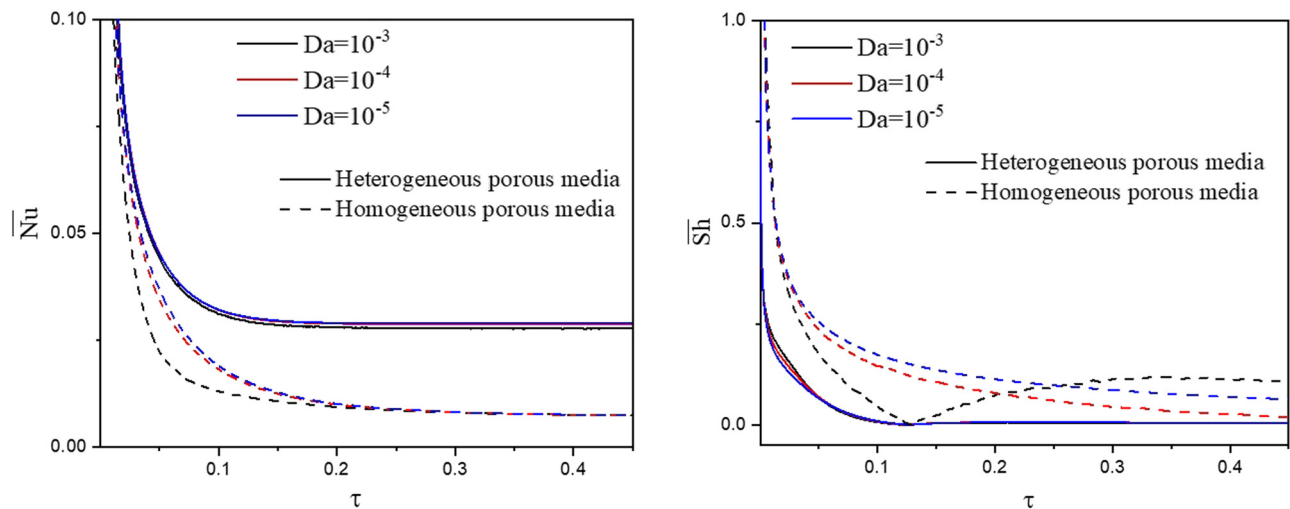 0.10
0.05
0.00
N̅u̅
Da=10⁻³
Da=10⁻⁴
Da=10⁻⁵
Heterogeneous porous media
Homogeneous porous media
0.1 0.2 0.3 0.4
τ
1.0
0.5
0.0
S̅h̅
Da=10⁻³
Da=10⁻⁴
Da=10⁻⁵
Heterogeneous porous media
Homogeneous porous media
0.1 0.2 0.3 0.4
τ